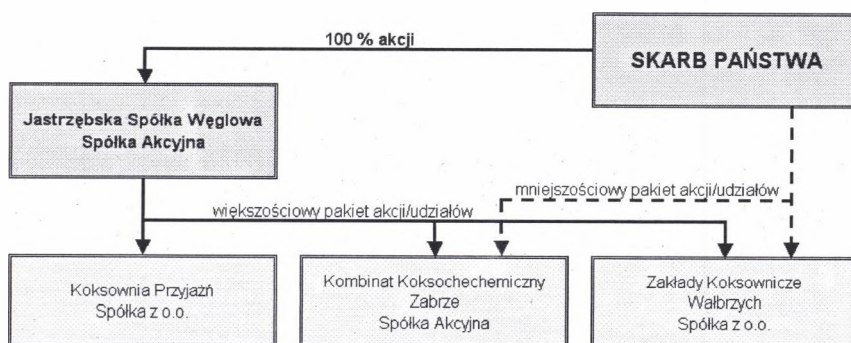 100 % akcji
SKARB PAŃSTWA
Jastrzębska Spółka Węglowa
Spółka Akcyjna
mniejszościowy pakiet akcji/udziałów
większościowy pakiet akcji/udziałów
Koksownia Przyjaźń
Spółka z o.o.
Kombinat Koksochechemiczny
Zabrze
Spółka Akcyjna
Zakłady Koksownicze
Wałbrzych
Spółka z o.o.